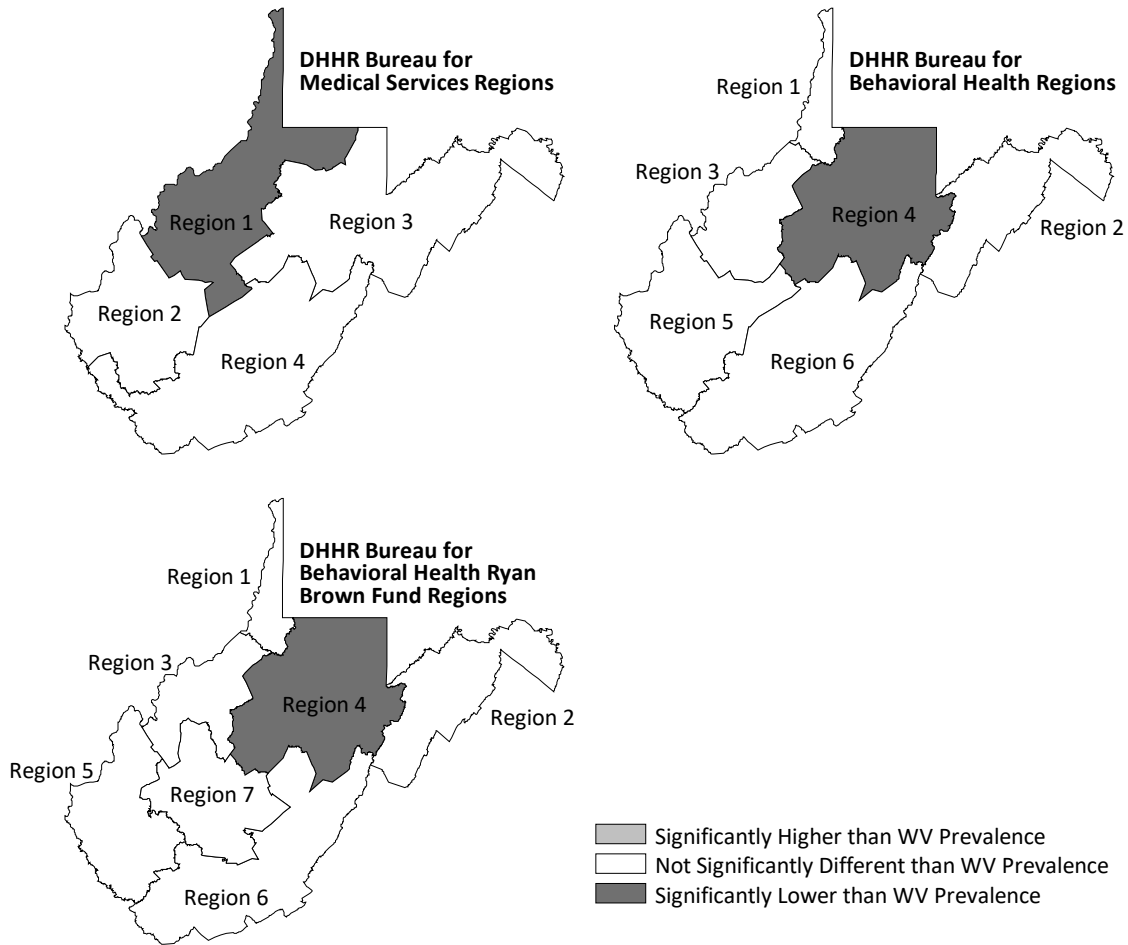 DHHR Bureau for
Medical Services Regions
Region 1
Region 3
Region 2
Region 4
DHHR Bureau for
Behavioral Health Regions
Region 1
Region 3
Region 4
Region 2
Region 5
Region 6
DHHR Bureau for
Behavioral Health Ryan
Brown Fund Regions
Region 1
Region 3
Region 4
Region 2
Region 5
Region 7
Region 6
Significantly Higher than WV Prevalence
Not Significantly Different than WV Prevalence
Significantly Lower than WV Prevalence